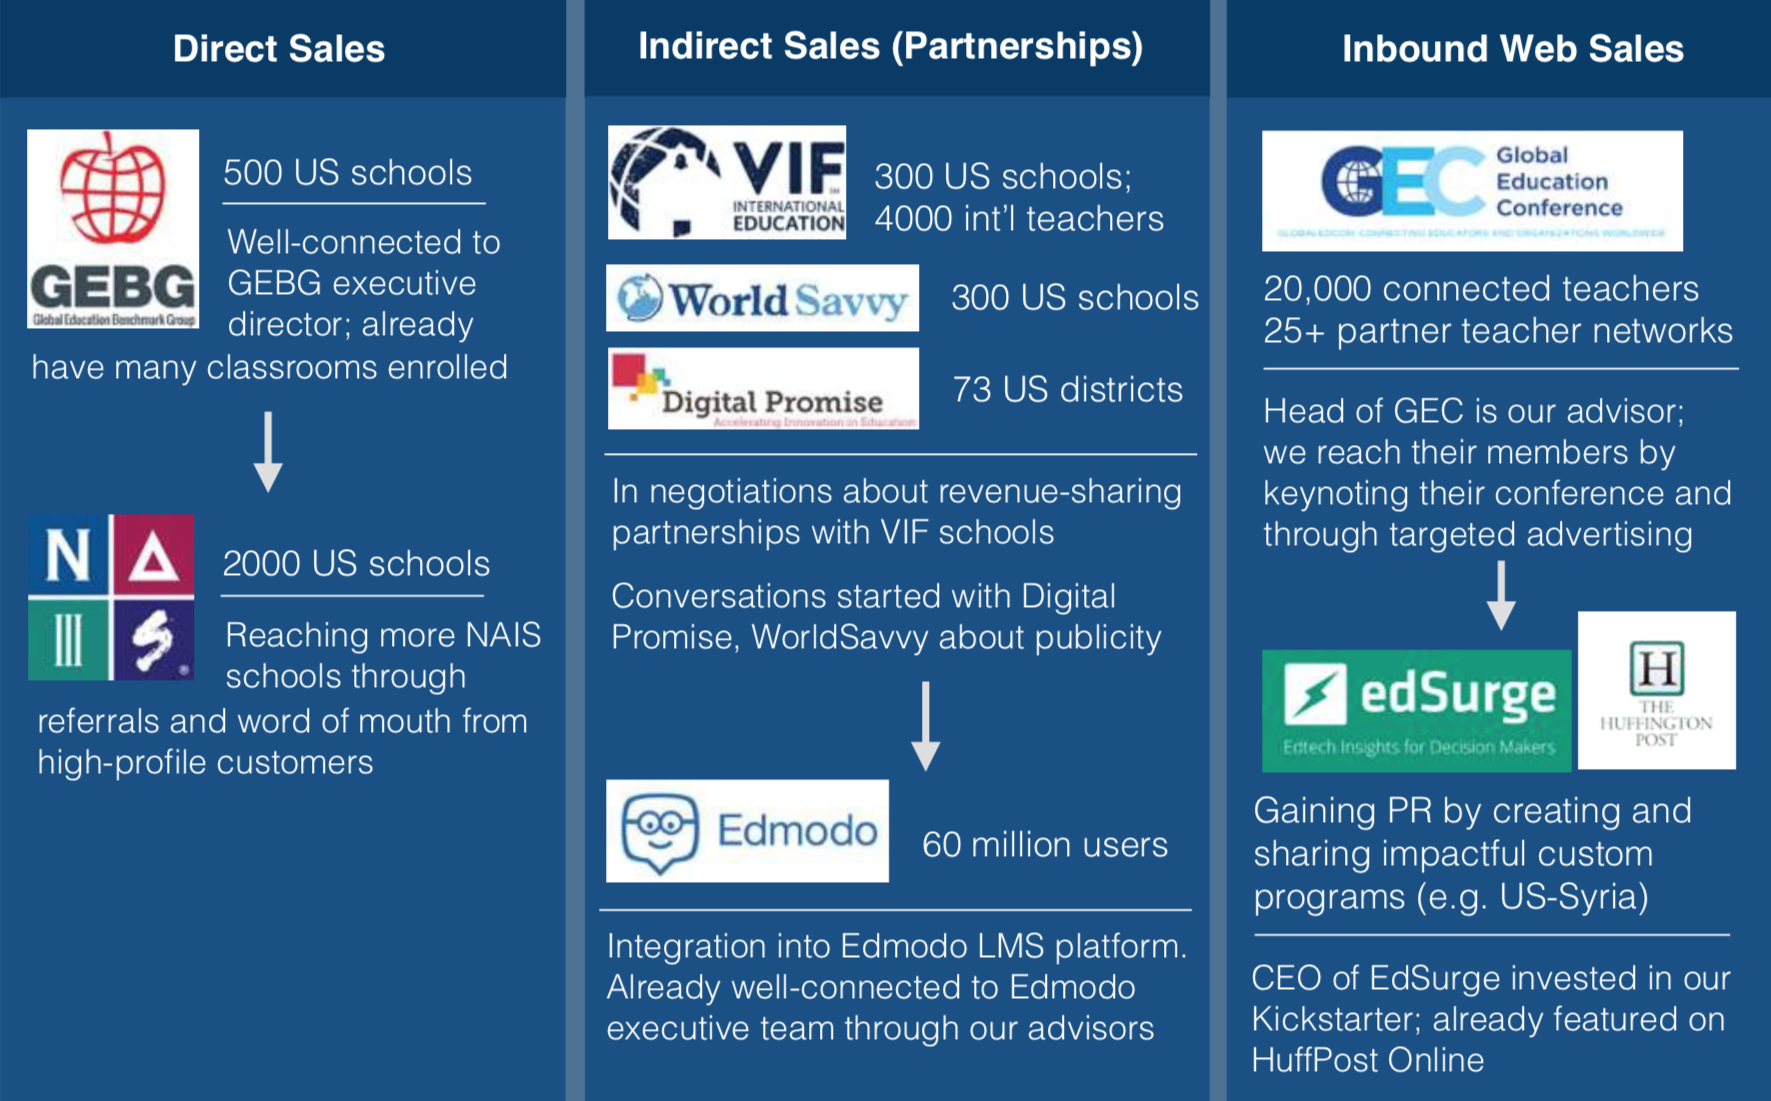 Direct Sales
GEBG
Global Education Benchmark Group
500 US schools
Well-connected to
GEBG executive
director; already
have many classrooms enrolled
NAIS
2000 US schools
Reaching more NAIS
schools through
referrals and word of mouth from
high-profile customers
Indirect Sales (Partnerships)
VIF
INTERNATIONAL
EDUCATION
300 US schools;
4000 int'l teachers
World Savvy
300 US schools
Digital Promise
Accelerating Innovation in Education
73 US districts
In negotiations about revenue-sharing
partnerships with VIF schools
Conversations started with Digital
Promise, WorldSavvy about publicity
Edmodo
60 million users
Integration into Edmodo LMS platform.
Already well-connected to Edmodo
executive team through our advisors
Inbound Web Sales
GEC
Global
Education
Conference
GLOBALEDCON: CONNECTING EDUCATORS AND ORGANIZATIONS WORLDWIDE
20,000 connected teachers
25+ partner teacher networks
Head of GEC is our advisor;
we reach their members by
keynoting their conference and
through targeted advertising
edSurge
Edtech Insights for Decision Makers
H
THE
HUFFINGTON
POST
Gaining PR by creating and
sharing impactful custom
programs (e.g. US-Syria)
CEO of EdSurge invested in our
Kickstarter; already featured on
HuffPost Online